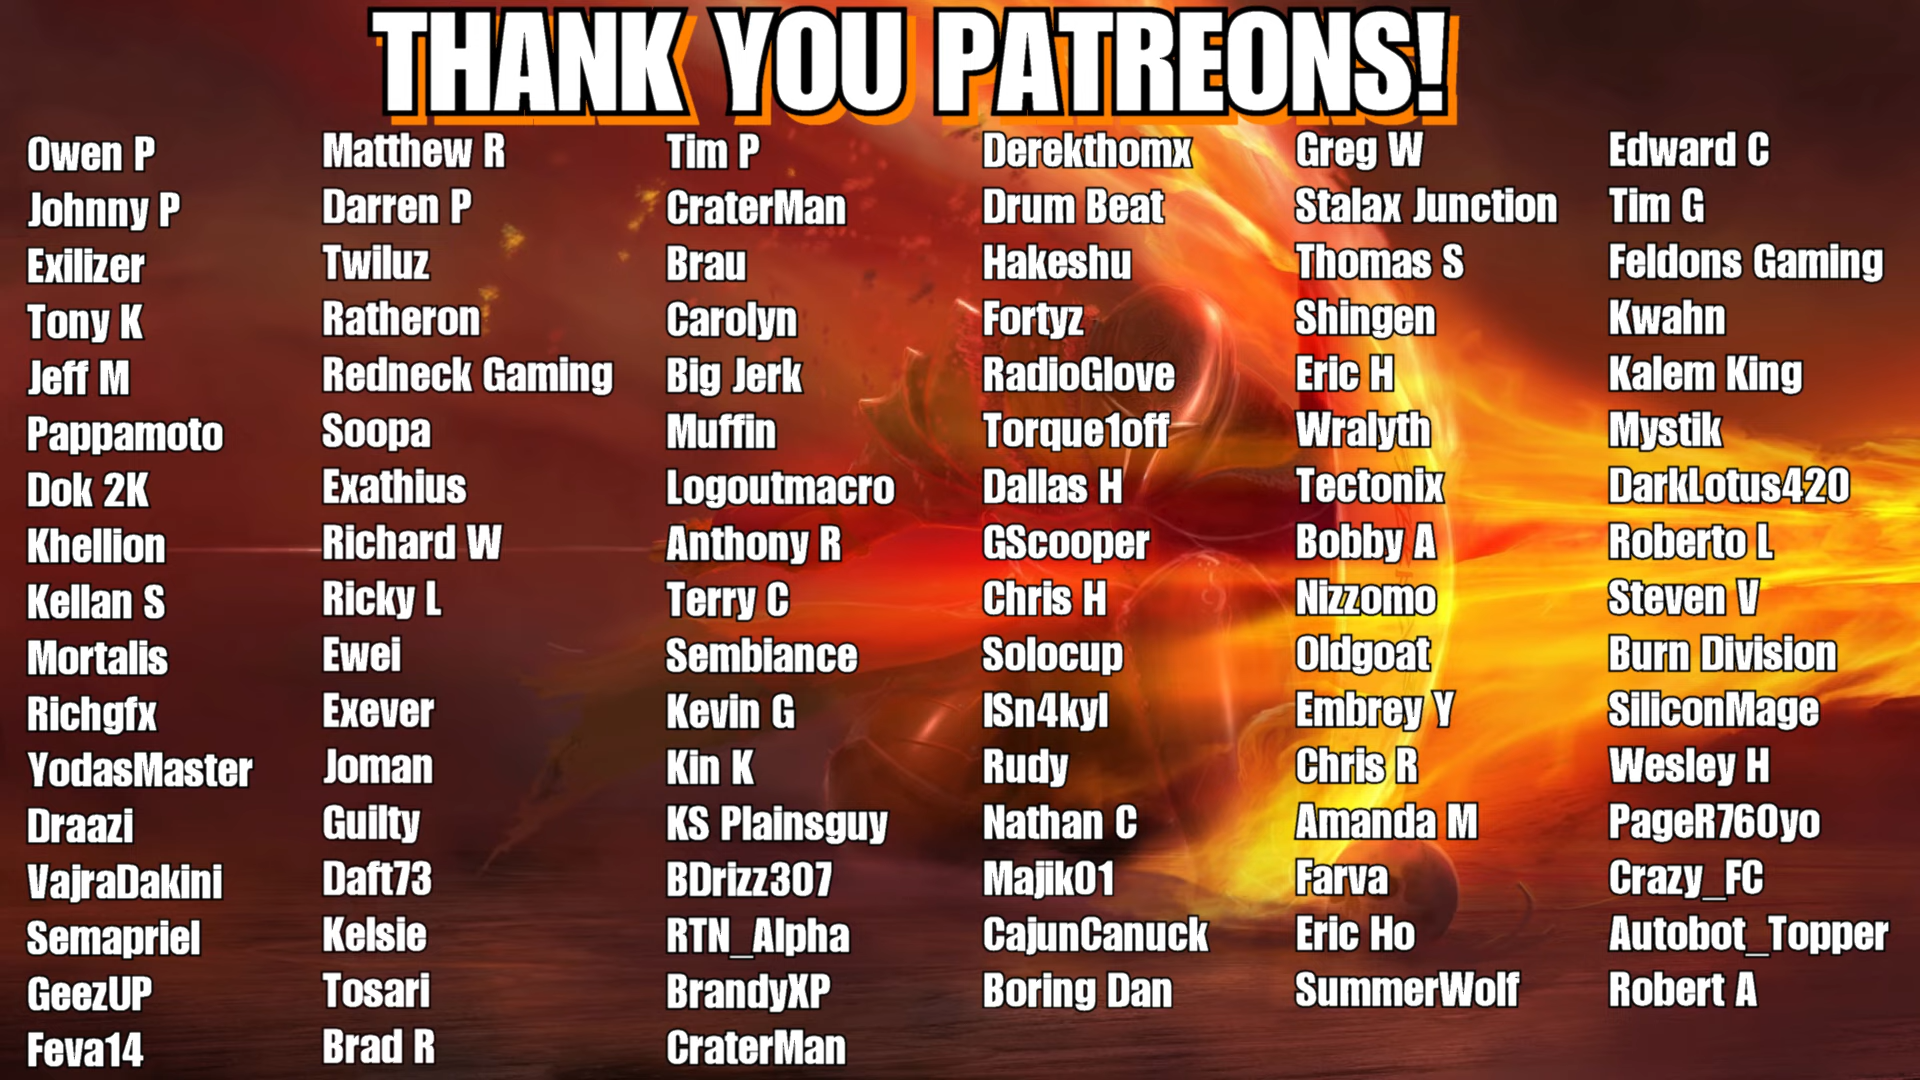 THANK YOU PATREONS!
Owen P
Johnny P
Exilizer
Tony K
Jeff M
Pappamoto
Dok 2K
Khellion
Kellan S
Mortalis
Richgfx
YodasMaster
Draazi
VajraDakini
Semapriel
GeezUP
Feva14
Matthew R
Darren P
Twiluz
Ratheron
Redneck Gaming
Soopa
Exathius
Richard W
Ricky L
Ewei
Exever
Joman
Guilty
Daft73
Kelsie
Tosari
Brad R
Tim P
CraterMan
Brau
Carolyn
Big Jerk
Muffin
Logoutmacro
Anthony R
Terry C
Sembiance
Kevin G
Kin K
KS Plainsguy
BDrizz307
RTN_Alpha
BrandyXP
CraterMan
Derekthomx
Drum Beat
Hakeshu
Fortyz
RadioGlove
Torque1off
Dallas H
GScooper
Chris H
Solocup
ISn4kyl
Rudy
Nathan C
Majik01
CajunCanuck
Boring Dan
Greg W
Stalax Junction
Thomas S
Shingen
Eric H
Wralyth
Tectonix
Bobby A
Nizzomo
Oldgoat
Embrey Y
Chris R
Amanda M
Farva
Eric Ho
SummerWolf
Edward C
Tim G
Feldons Gaming
Kwahn
Kalem King
Mystik
DarkLotus420
Roberto L
Steven V
Burn Division
SiliconMage
Wesley H
PageR760yo
Crazy_FC
Autobot_Topper
Robert A